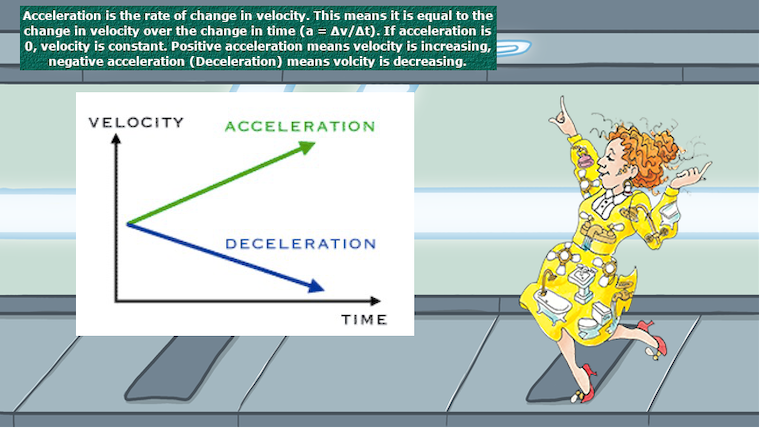 Acceleration is the rate of change in velocity. This means it is equal to the
change in velocity over the change in time (a = Δv/Δt). If acceleration is
0, velocity is constant. Positive acceleration means velocity is increasing,
negative acceleration (Deceleration) means volcity is decreasing.
VELOCITY
ACCELERATION
DECELERATION
TIME